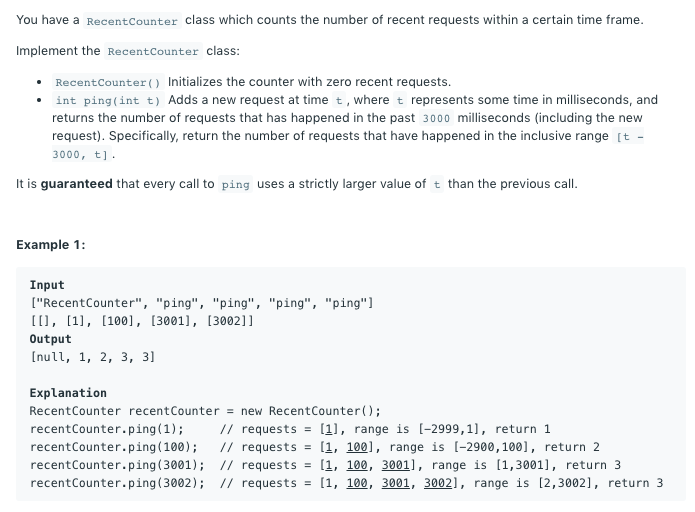 You have a RecentCounter class which counts the number of recent requests within a certain time frame.
Implement the RecentCounter class:
• RecentCounter() Initializes the counter with zero recent requests.
• int ping(int t) Adds a new request at time t, where t represents some time in milliseconds, and
returns the number of requests that has happened in the past 3000 milliseconds (including the new
request). Specifically, return the number of requests that have happened in the inclusive range [t -
3000, t].
It is guaranteed that every call to ping uses a strictly larger value of t than the previous call.
Example 1:
Input
["RecentCounter", "ping", "ping", "ping", "ping"]
[[], [1], [100], [3001], [3002]]
Output
[null, 1, 2, 3, 3]
Explanation
RecentCounter recentCounter = new RecentCounter();
recentCounter.ping(1);     // requests = [1], range is [-2999,1], return 1
recentCounter.ping(100);   // requests = [1, 100], range is [-2900,100], return 2
recentCounter.ping(3001);  // requests = [1, 100, 3001], range is [1,3001], return 3
recentCounter.ping(3002);  // requests = [1, 100, 3001, 3002], range is [2,3002], return 3